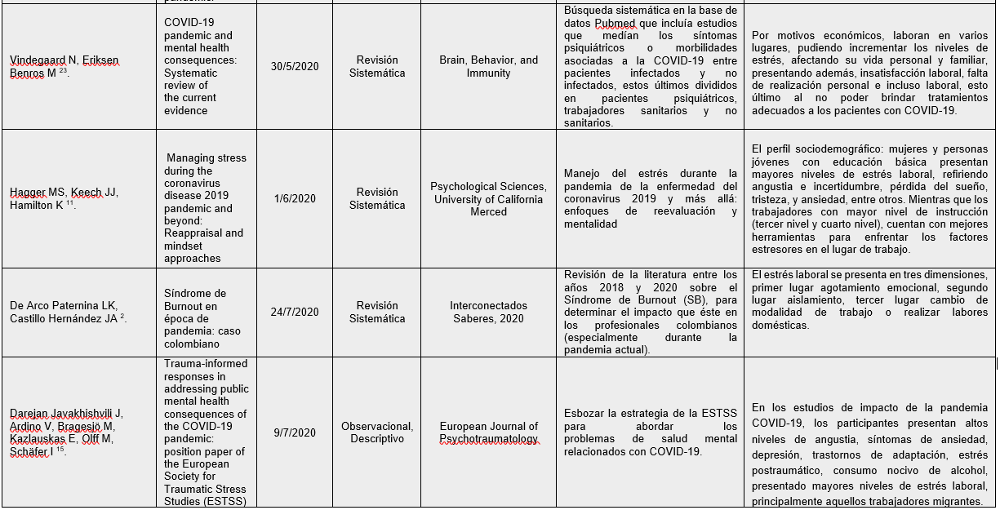 pandemic.
Vindegaard N, Eriksen
Benros M 23.
COVID-19
pandemic and
mental health
consequences:
Systematic
review of
the current
evidence
30/5/2020
Revisión
Sistemática
Brain, Behavior, and
Immunity
Búsqueda sistemática en la base de
datos Pubmed que incluía estudios
que medían los síntomas
psiquiátricos o morbilidades
asociadas a la COVID-19 entre
pacientes infectados y no
infectados, estos últimos divididos
en pacientes psiquiátricos,
trabajadores sanitarios y no
sanitarios.
Por motivos económicos, laboran en varios
lugares, pudiendo incrementar los niveles de
estrés, afectando su vida personal y familiar,
presentando además, insatisfacción laboral, falta
de realización personal e incluso laboral, esto
último al no poder brindar tratamientos
adecuados a los pacientes con COVID-19.
Hagger MS, Keech JJ,
Hamilton K 11.
Managing stress
during the
coronavirus
disease 2019
pandemic and
beyond:
Reappraisal and
mindset
approaches
1/6/2020
Revisión
Sistemática
Psychological Sciences,
University of California
Merced
Manejo del estrés durante la
pandemia de la enfermedad del
coronavirus 2019 y más allá:
enfoques de reevaluación y
mentalidad
El perfil sociodemográfico: mujeres y personas
jóvenes con educación básica presentan
mayores niveles de estrés laboral, refiriendo
angustia e incertidumbre, pérdida del sueño,
tristeza, y ansiedad, entre otros. Mientras que los
trabajadores con mayor nivel de instrucción
(tercer nivel y cuarto nivel), cuentan con mejores
herramientas para enfrentar los factores
estresores en el lugar de trabajo.
De Arco Paternina LK,
Castillo Hernández JA 2.
Síndrome de
Burnout en
época de
pandemia: caso
colombiano
24/7/2020
Revisión
Sistemática
Interconectados
Saberes, 2020
Revisión de la literatura entre los
años 2018 y 2020 sobre el
Síndrome de Burnout (SB), para
determinar el impacto que éste en
los profesionales colombianos
(especialmente durante la
pandemia actual).
El estrés laboral se presenta en tres dimensiones,
primer lugar agotamiento emocional, segundo
lugar aislamiento, tercer lugar cambio de
modalidad de trabajo o realizar labores
domésticas.
Darejan Javakhishvili J,
Ardino V, Bragesjö M,
Kazlauskas E, Olff M,
Schäfer I 15.
Trauma-informed
responses in
addressing public
mental health
consequences of
the COVID-19
pandemic:
position paper of
the European
Society for
Traumatic Stress
Studies (ESTSS)
9/7/2020
Observacional,
Descriptivo
European Journal of
Psychotraumatology
Esbozar la estrategia de la ESTSS
para abordar los
problemas de salud mental
relacionados con COVID-19.
En los estudios de impacto de la pandemia
COVID-19, los participantes presentan altos
niveles de angustia, síntomas de ansiedad,
depresión, trastornos de adaptación, estrés
postraumático, consumo nocivo de alcohol,
presentado mayores niveles de estrés laboral,
principalmente aquellos trabajadores migrantes.